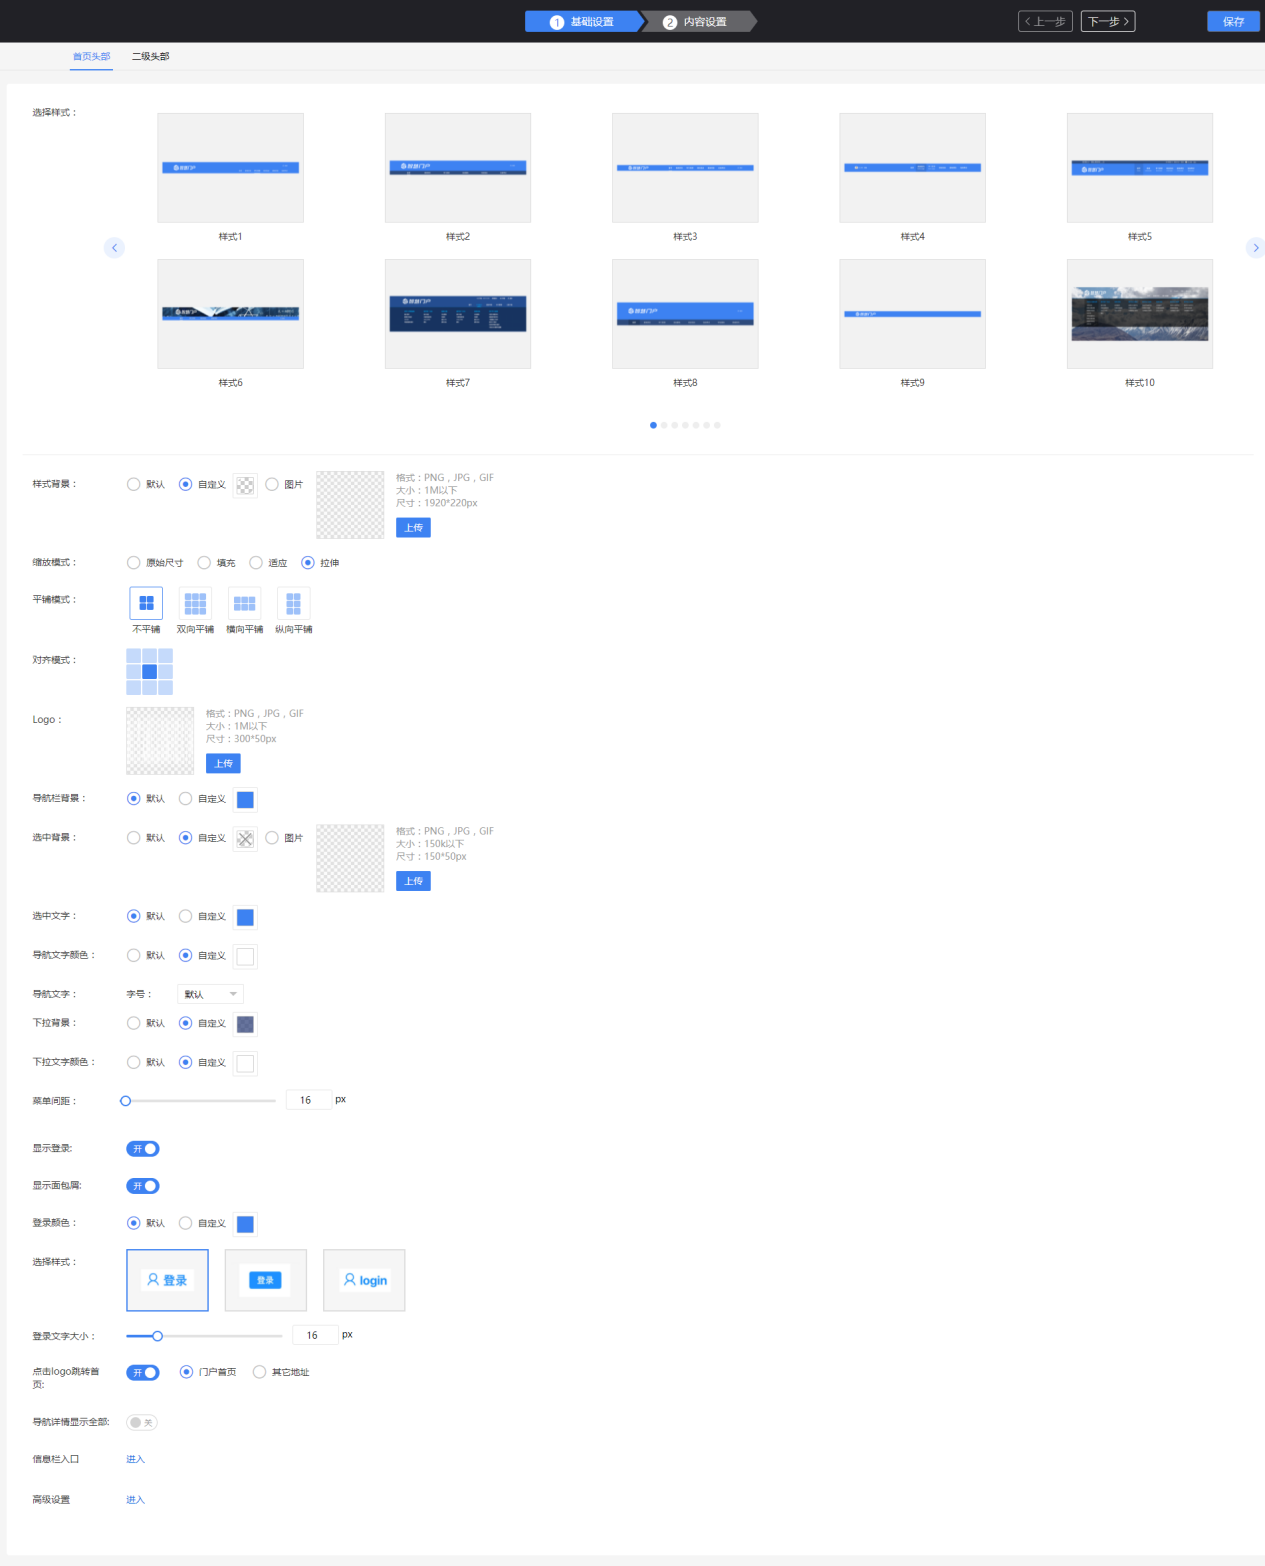 1 基础设置
2 内容设置
上一步
下一步
保存
首页头部
二级头部
选择样式：
样式1
样式2
样式3
样式4
样式5
样式6
样式7
样式8
样式9
样式10
样式背景：
默认
自定义
图片
格式：PNG，JPG，GIF
大小：1M以下
尺寸：1920*220px
上传
缩放模式：
原始尺寸
填充
适应
拉伸
平铺模式：
不平铺
双向平铺
横向平铺
纵向平铺
对齐模式：
Logo：
格式：PNG，JPG，GIF
大小：1M以下
尺寸：300*50px
上传
导航栏背景：
默认
自定义
选中背景：
默认
自定义
图片
格式：PNG，JPG，GIF
大小：150k以下
尺寸：150*50px
上传
选中文字：
默认
自定义
导航文字颜色：
默认
自定义
导航文字：
字号：
默认
下拉背景：
默认
自定义
下拉文字颜色：
默认
自定义
菜单间距：
16
px
显示登录:
开
显示面包屑:
开
登录颜色：
默认
自定义
选择样式：
登录
登录
login
登录文字大小：
16
px
点击logo跳转首
页:
开
门户首页
其它地址
导航详情显示全部:
关
信息栏入口
进入
高级设置
进入